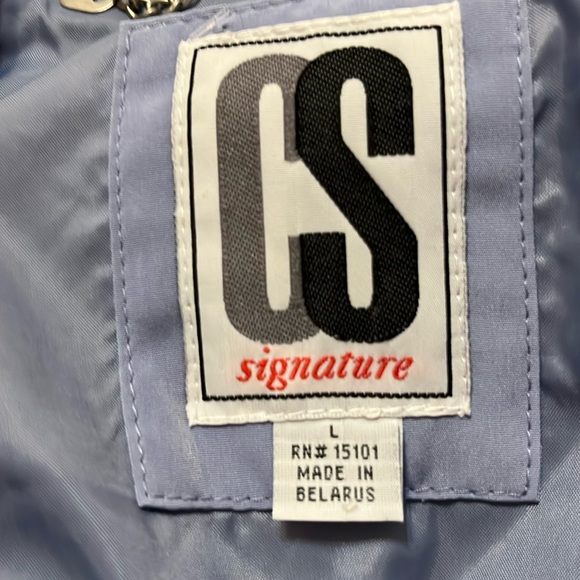 CS
signature
L
RN# 15101
MADE IN
BELARUS